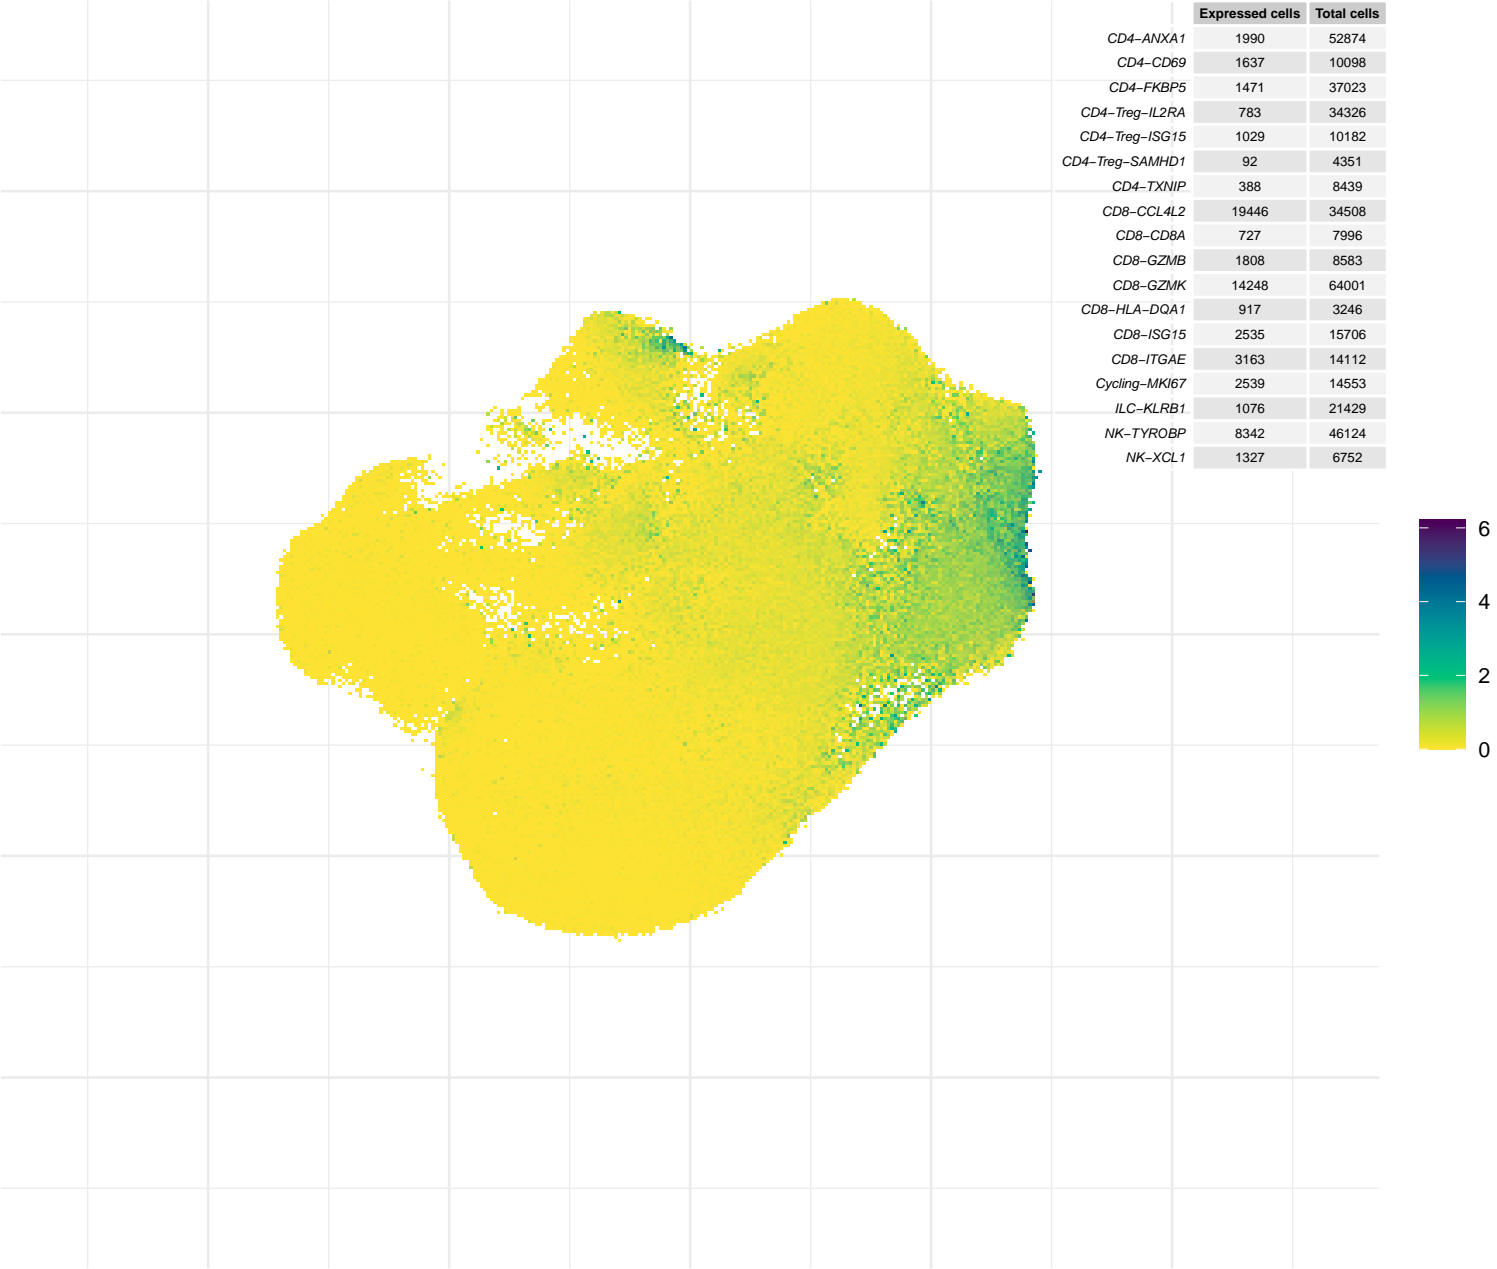 Expressed cells Total cells
CD4−ANXA1 1990 52874
CD4−CD69 1637 10098
CD4−FKBP5 1471 37023
CD4−Treg−IL2RA 783 34326
CD4−Treg−ISG15 1029 10182
CD4−Treg−SAMHD1 92 4351
CD4−TXNIP 388 8439
CD8−CCL4L2 19446 34508
CD8−CD8A 727 7996
CD8−GZMB 1808 8583
CD8−GZMK 14248 64001
CD8−HLA−DQA1 917 3246
CD8−ISG15 2535 15706
CD8−ITGAE 3163 14112
Cycling−MKI67 2539 14553
ILC−KLRB1 1076 21429
NK−TYROBP 8342 46124
NK−XCL1 1327 6752
6
4
2
0